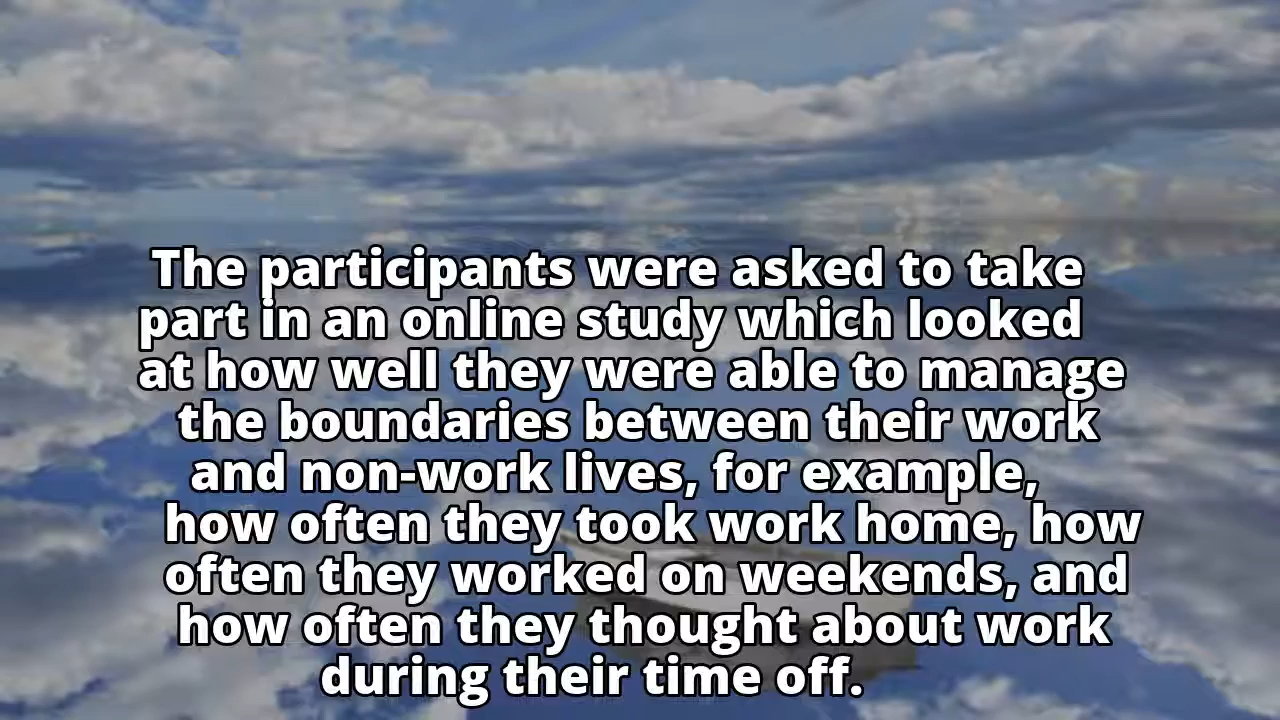 The participants were asked to take
part in an online study which looked
at how well they were able to manage
the boundaries between their work
and non-work lives, for example,
how often they took work home, how
often they worked on weekends, and
how often they thought about work
during their time off.